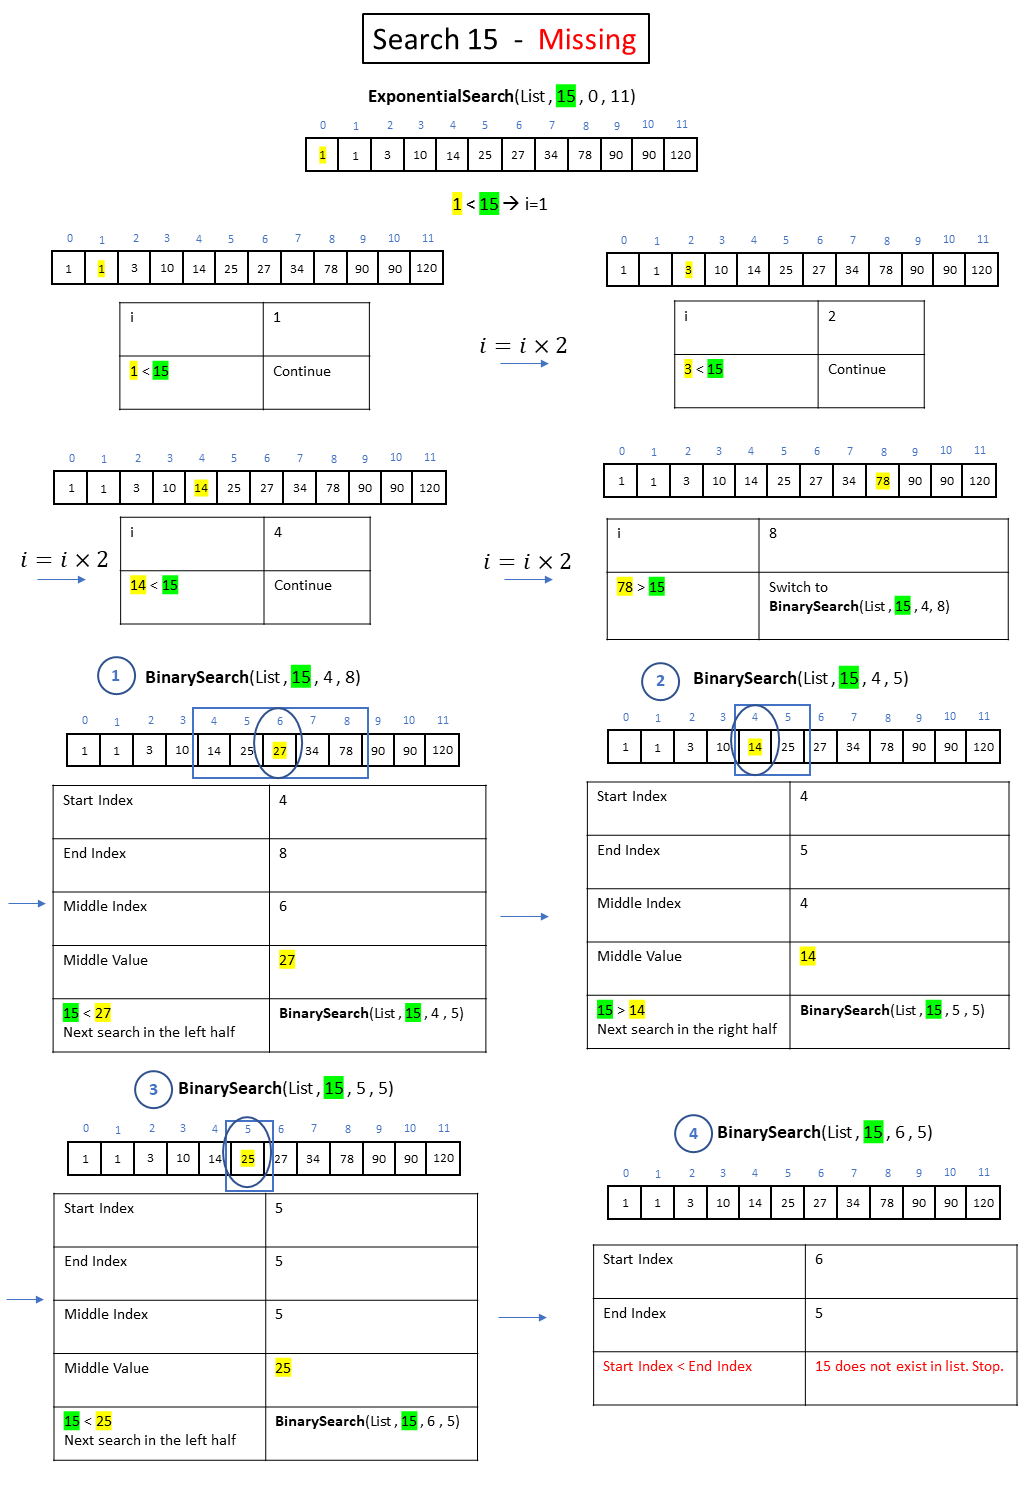 Search 15 - Missing
ExponentialSearch(List , 15 , 0 , 11)
0 1 2 3 4 5 6 7 8 9 10 11
1 1 3 10 14 25 27 34 78 90 90 120
1 < 15 → i=1
0 1 2 3 4 5 6 7 8 9 10 11
1 1 3 10 14 25 27 34 78 90 90 120
i 1
1 < 15 Continue
i = i × 2
0 1 2 3 4 5 6 7 8 9 10 11
1 1 3 10 14 25 27 34 78 90 90 120
i 2
3 < 15 Continue
i = i × 2
0 1 2 3 4 5 6 7 8 9 10 11
1 1 3 10 14 25 27 34 78 90 90 120
i 4
14 < 15 Continue
i = i × 2
0 1 2 3 4 5 6 7 8 9 10 11
1 1 3 10 14 25 27 34 78 90 90 120
i 8
78 > 15 Switch to
BinarySearch(List , 15 , 4, 8)
1 BinarySearch(List , 15 , 4 , 8)
0 1 2 3 4 5 6 7 8 9 10 11
1 1 3 10 14 25 27 34 78 90 90 120
Start Index 4
End Index 8
Middle Index 6
Middle Value 27
15 < 27 BinarySearch(List , 15 , 4 , 5)
Next search in the left half
2 BinarySearch(List , 15 , 4 , 5)
0 1 2 3 4 5 6 7 8 9 10 11
1 1 3 10 14 25 27 34 78 90 90 120
Start Index 4
End Index 5
Middle Index 4
Middle Value 14
15 > 14 BinarySearch(List , 15 , 5 , 5)
Next search in the right half
3 BinarySearch(List , 15 , 5 , 5)
0 1 2 3 4 5 6 7 8 9 10 11
1 1 3 10 14 25 27 34 78 90 90 120
Start Index 5
End Index 5
Middle Index 5
Middle Value 25
15 < 25 BinarySearch(List , 15 , 6 , 5)
Next search in the left half
4 BinarySearch(List , 15 , 6 , 5)
0 1 2 3 4 5 6 7 8 9 10 11
1 1 3 10 14 25 27 34 78 90 90 120
Start Index 6
End Index 5
Start Index < End Index 15 does not exist in list. Stop.